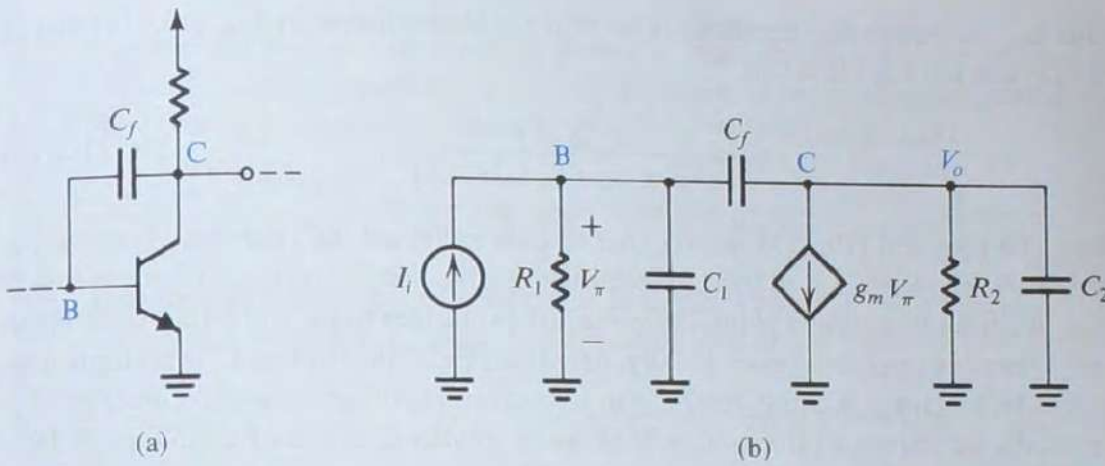 C_f
C
B
(a)
C_f
B
C
V_o
+
I_i
R_1
V_π
C_1
g_m V_π
R_2
C_2
−
(b)